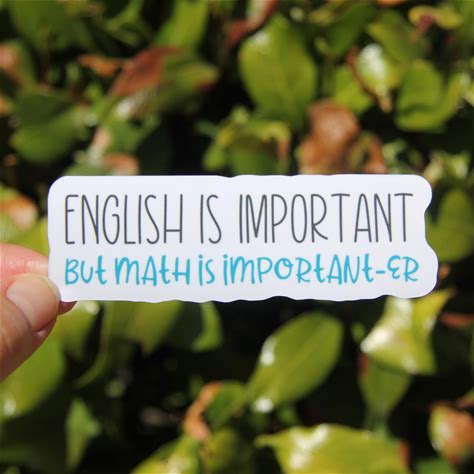 ENGLISH IS IMPORTANT
BUT MATH IS IMPORTANT-ER